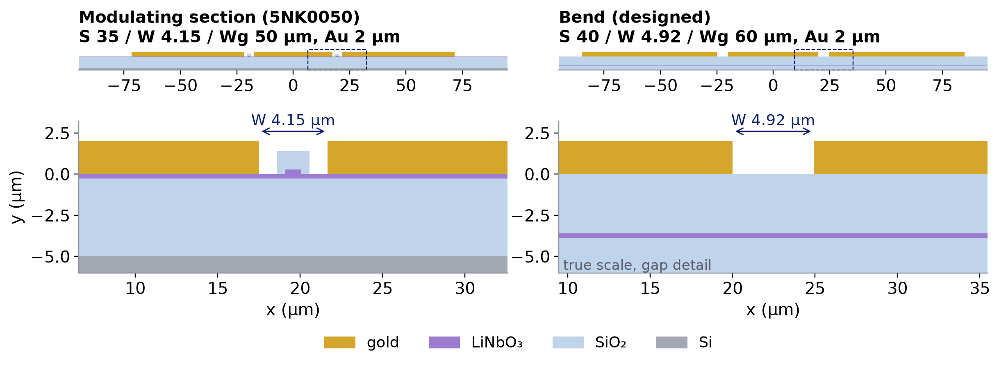 Modulating section (5NK0050)
S 35 / W 4.15 / Wg 50 µm, Au 2 µm
−75 −50 −25 0 25 50 75
Bend (designed)
S 40 / W 4.92 / Wg 60 µm, Au 2 µm
−75 −50 −25 0 25 50 75
W 4.15 µm
2.5
0.0
−2.5
−5.0
y (µm)
10 15 20 25 30
x (µm)
W 4.92 µm
2.5
0.0
−2.5
−5.0
true scale, gap detail
10 15 20 25 30 35
x (µm)
gold LiNbO₃ SiO₂ Si